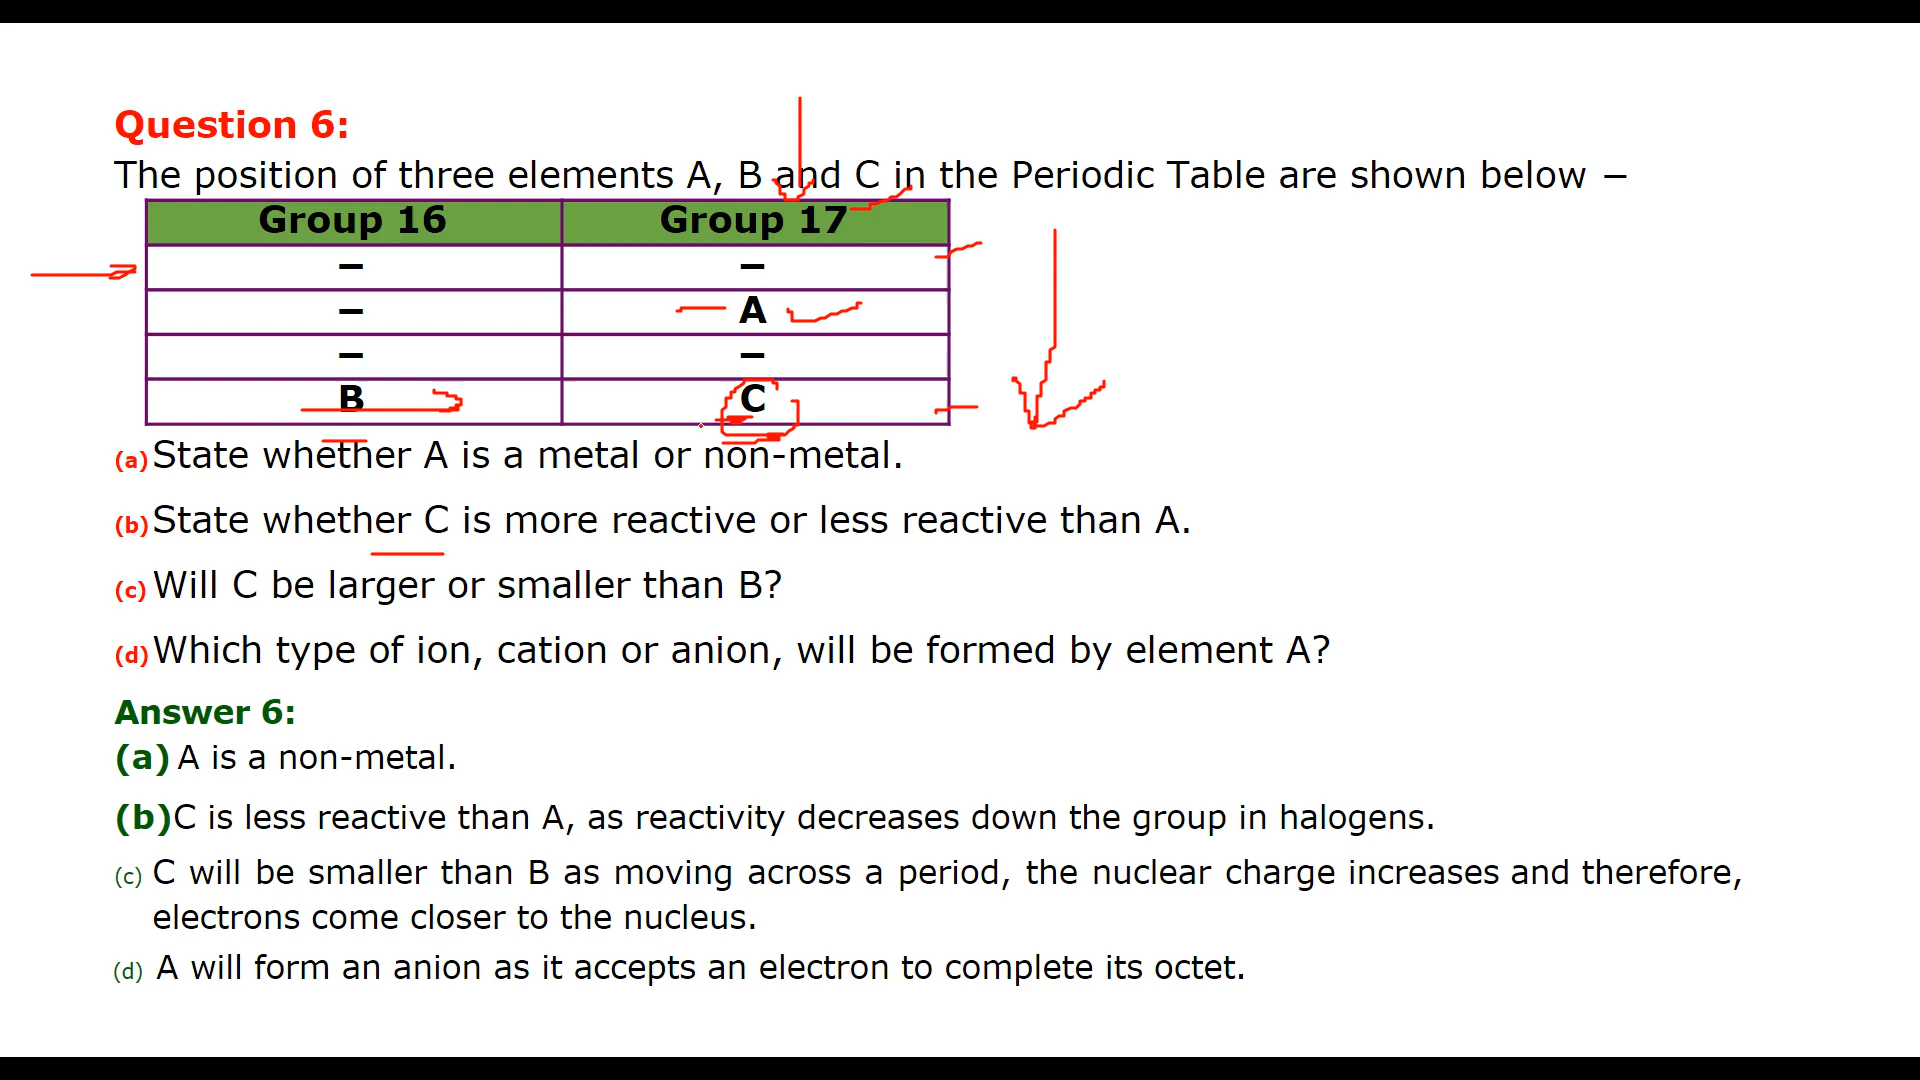 Question 6:
The position of three elements A, B and C in the Periodic Table are shown below −
Group 16 Group 17
− −
− A
− −
B C
(a) State whether A is a metal or non-metal.
(b) State whether C is more reactive or less reactive than A.
(c) Will C be larger or smaller than B?
(d) Which type of ion, cation or anion, will be formed by element A?
Answer 6:
(a) A is a non-metal.
(b)C is less reactive than A, as reactivity decreases down the group in halogens.
(c) C will be smaller than B as moving across a period, the nuclear charge increases and therefore,
electrons come closer to the nucleus.
(d) A will form an anion as it accepts an electron to complete its octet.